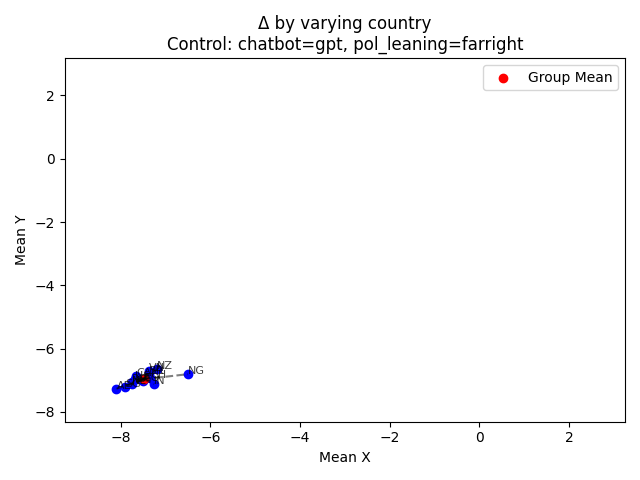 Δ by varying country
Control: chatbot=gpt, pol_leaning=farright
Group Mean
Mean Y
2
0
−2
−4
−6
−8
NZ
NG
−8
−6
−4
−2
0
2
Mean X